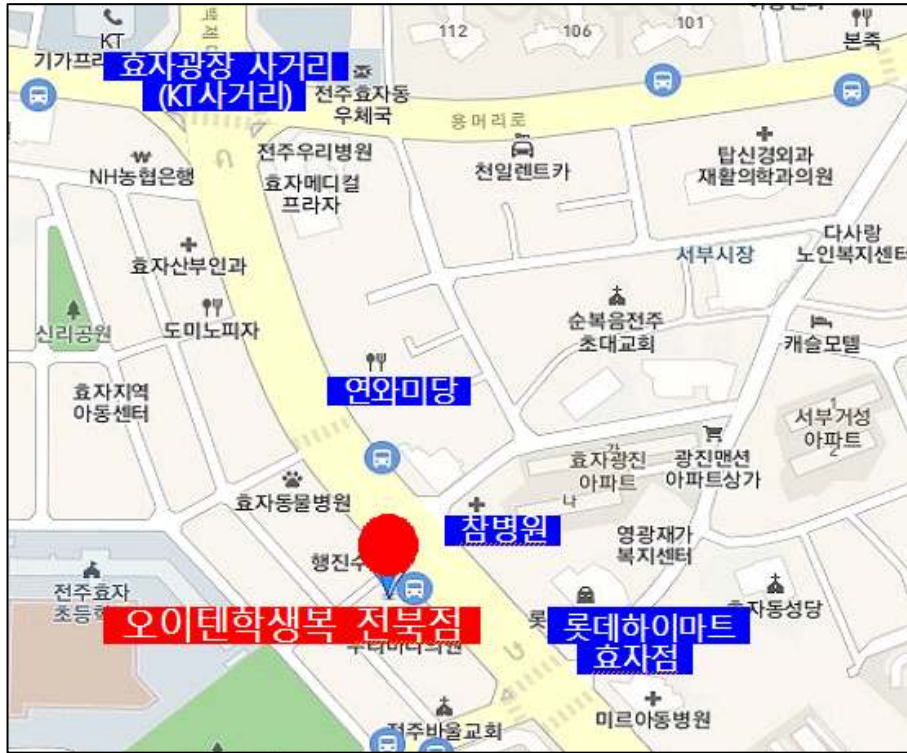 112
106
101
KT
본죽
효자광장 사거리
(KT사거리)
전주효자동
우체국
용머리로
NH농협은행
전주우리병원
효자메디컬
프라자
천일렌트카
탑신경외과
재활의학과의원
효자산부인과
서부시장
다사랑
노인복지센터
신리공원
도미노피자
순복음전주
초대교회
캐슬모텔
효자지역
아동센터
연와미당
서부거성
아파트
1
2
효자광진
아파트
가
나
광진맨션
아파트상가
효자동물병원
참병원
영광재가
복지센터
행진수
전주효자
초등학
오이텐학생복 전북점
롯데하이마트
효자점
효자동성당
미르아동병원
전주바울교회